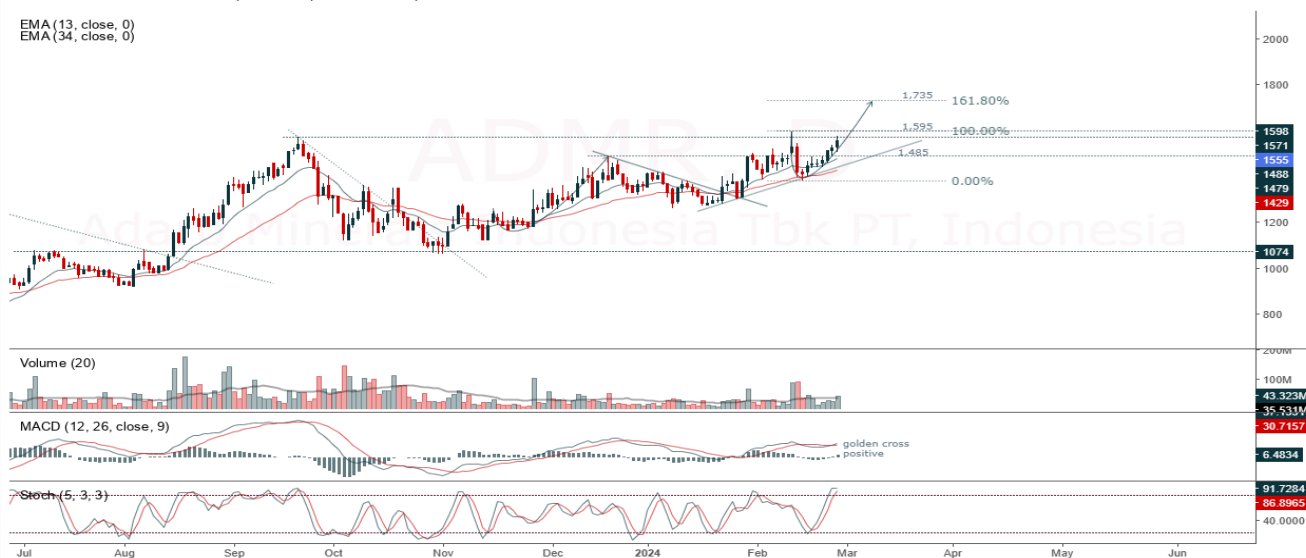 EMA (13, close, 0)
EMA (34, close, 0)
ADMR, D
Adaro Minerals Indonesia Tbk PT, Indonesia
2000
1800
1.735 161.80%
1.595 100.00%
1.485
0.00%
1598
1571
1555
1488
1479
1429
1200
1074
1000
800
Volume (20)
200M
100M
43.323M
35.531M
MACD (12, 26, close, 9)
golden cross
positive
30.7157
6.4834
Stoch (5, 3, 3)
91.7284
86.8965
40.0000
Jul Aug Sep Oct Nov Dec 2024 Feb Mar Apr May Jun